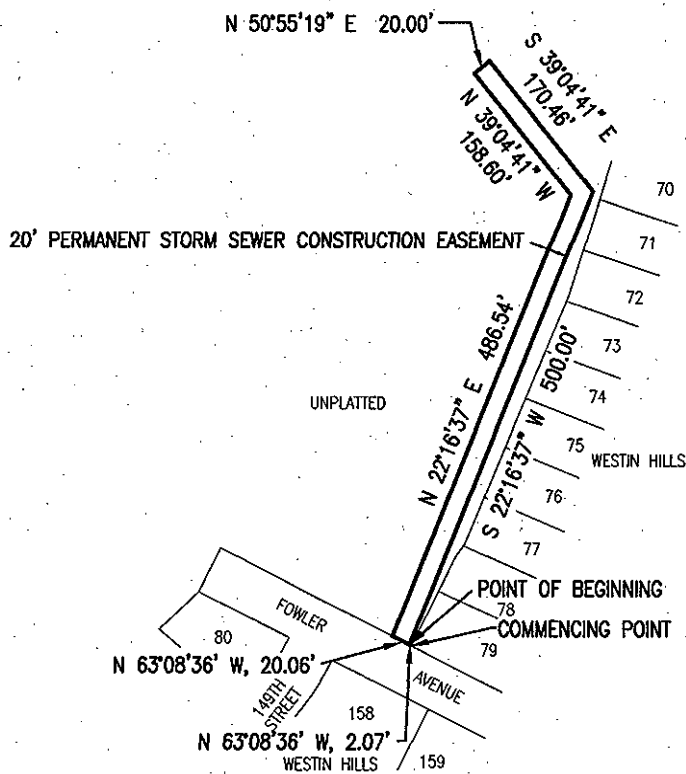 N 50°55'19" E 20.00'
S 39°04'41" E
170.46'
N 39°04'41" W
158.60'
70
20' PERMANENT STORM SEWER CONSTRUCTION EASEMENT
71
72
73
N 22°16'37" E 486.54'
S 22°16'37" W 500.00'
74
UNPLATTED
75
WESTIN HILLS
76
77
POINT OF BEGINNING
78
FOWLER
COMMENCING POINT
80
79
N 63°08'36' W, 20.06'
AVENUE
149TH
STREET
158
N 63°08'36' W, 2.07'
WESTIN HILLS
159